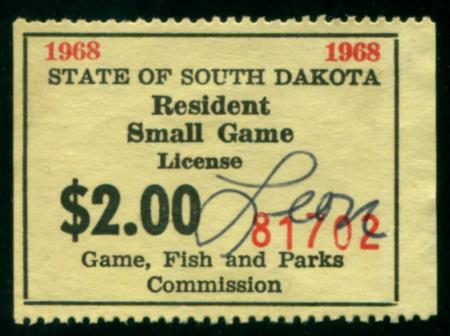 1968 1968
STATE OF SOUTH DAKOTA
Resident
Small Game
License
$2.00 Leon
81702
Game, Fish and Parks
Commission